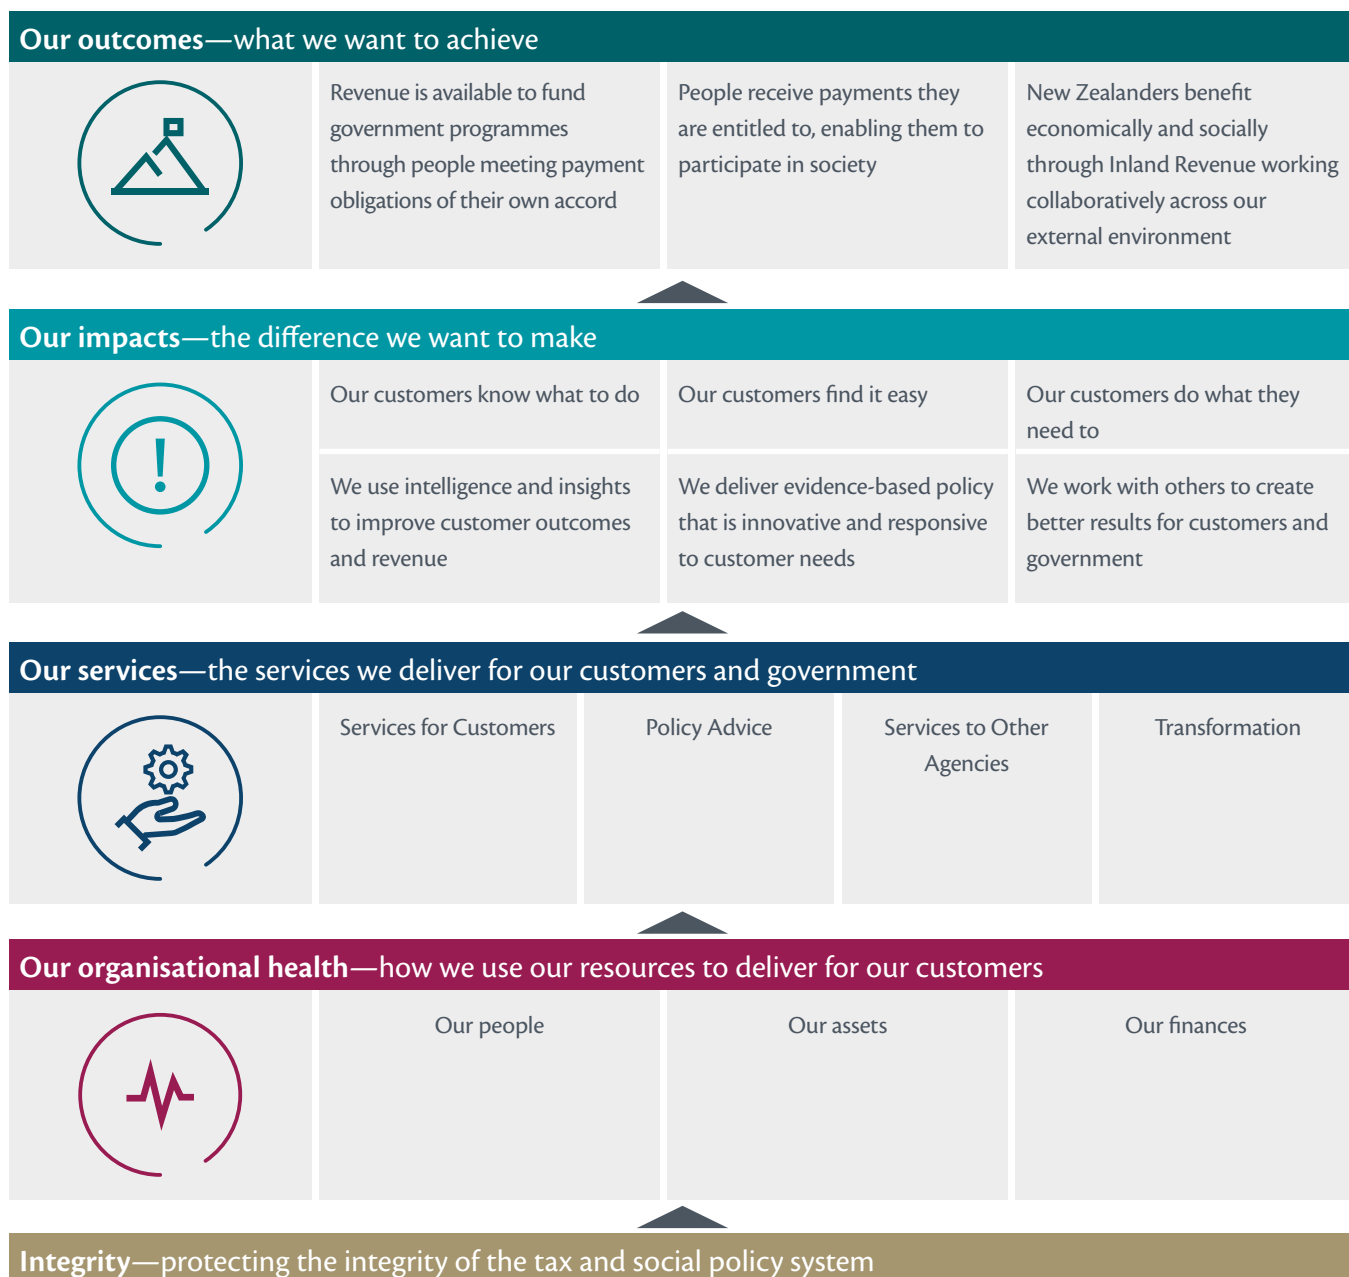 Our outcomes—what we want to achieve
Revenue is available to fund
government programmes
through people meeting payment
obligations of their own accord
People receive payments they
are entitled to, enabling them to
participate in society
New Zealanders benefit
economically and socially
through Inland Revenue working
collaboratively across our
external environment
Our impacts—the difference we want to make
Our customers know what to do
Our customers find it easy
Our customers do what they
need to
We use intelligence and insights
to improve customer outcomes
and revenue
We deliver evidence-based policy
that is innovative and responsive
to customer needs
We work with others to create
better results for customers and
government
Our services—the services we deliver for our customers and government
Services for Customers
Policy Advice
Services to Other
Agencies
Transformation
Our organisational health—how we use our resources to deliver for our customers
Our people
Our assets
Our finances
Integrity—protecting the integrity of the tax and social policy system